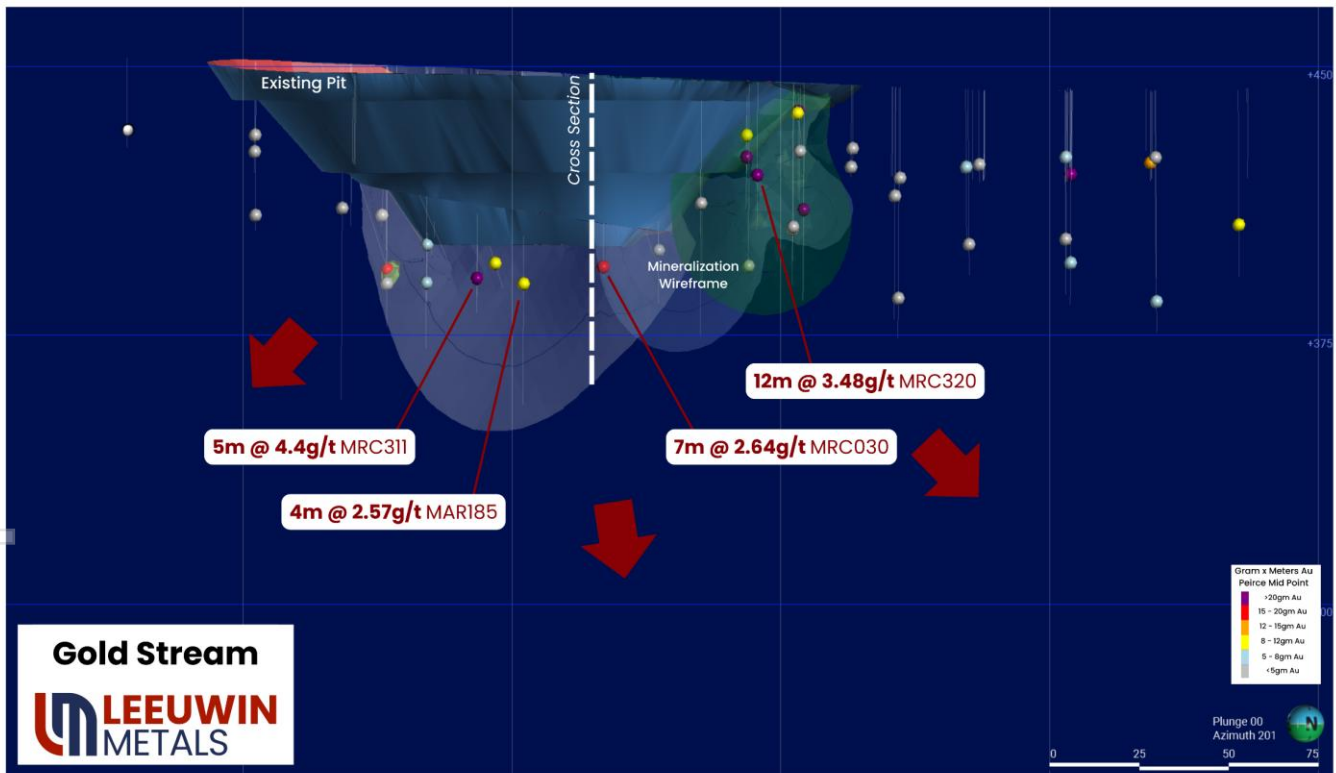 +450
Existing Pit
Cross Section
Mineralization
Wireframe
+375
12m @ 3.48g/t MRC320
5m @ 4.4g/t MRC311
7m @ 2.64g/t MRC030
4m @ 2.57g/t MAR185
Gram x Meters Au
Peirce Mid Point
>20gm Au
15 - 20gm Au
12 - 15gm Au
8 - 12gm Au
5 - 8gm Au
<5gm Au
00
Gold Stream
LEEUWIN
METALS
Plunge 00
Azimuth 201
N
0 25 50 75